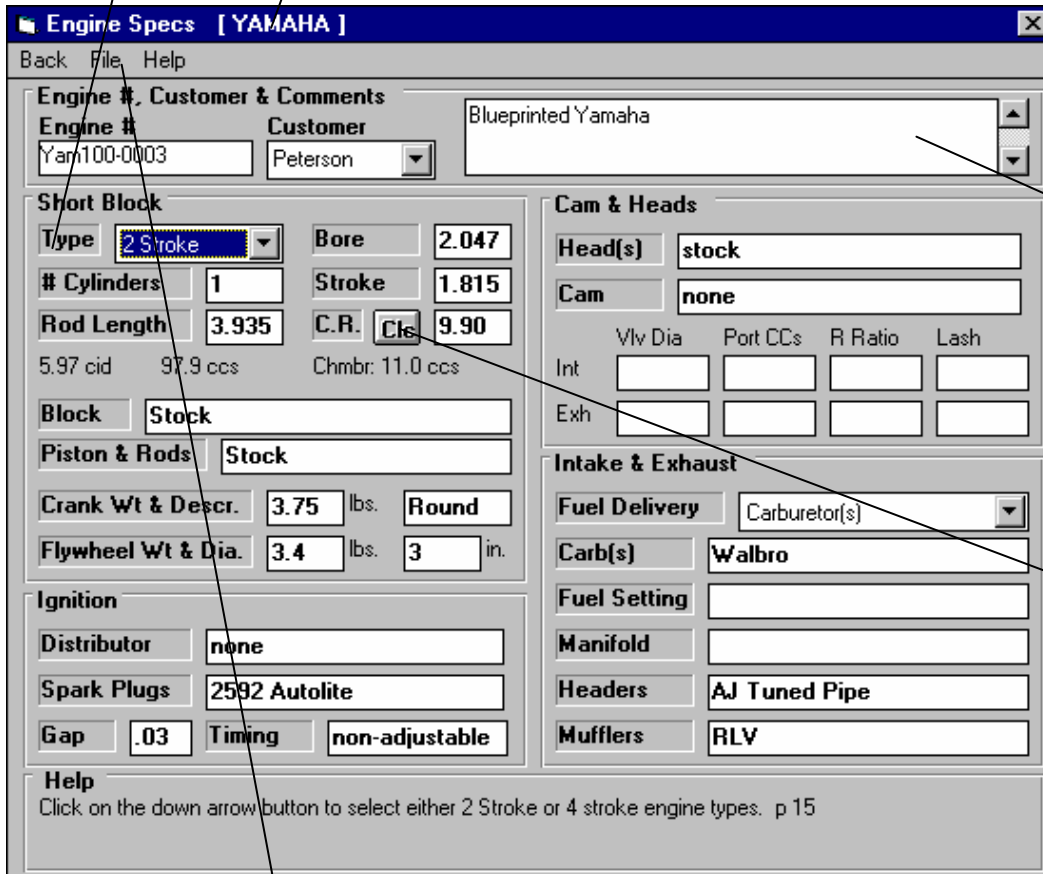 Engine Specs [ YAMAHA ]
Back File Help
Engine #, Customer & Comments
Engine # Customer
Yam100-0003 Peterson
Blueprinted Yamaha
Short Block
Type 2 Stroke Bore 2.047
# Cylinders 1 Stroke 1.815
Rod Length 3.935 C.R. Clc 9.90
5.97 cid 97.9 ccs Chmbr: 11.0 ccs
Block Stock
Piston & Rods Stock
Crank Wt & Descr. 3.75 lbs. Round
Flywheel Wt & Dia. 3.4 lbs. 3 in.
Ignition
Distributor none
Spark Plugs 2592 Autolite
Gap .03 Timing non-adjustable
Cam & Heads
Head(s) stock
Cam none
Vlv Dia Port CCs R Ratio Lash
Int
Exh
Intake & Exhaust
Fuel Delivery Carburetor(s)
Carb(s) Walbro
Fuel Setting
Manifold
Headers AJ Tuned Pipe
Mufflers RLV
Help
Click on the down arrow button to select either 2 Stroke or 4 stroke engine types. p 15